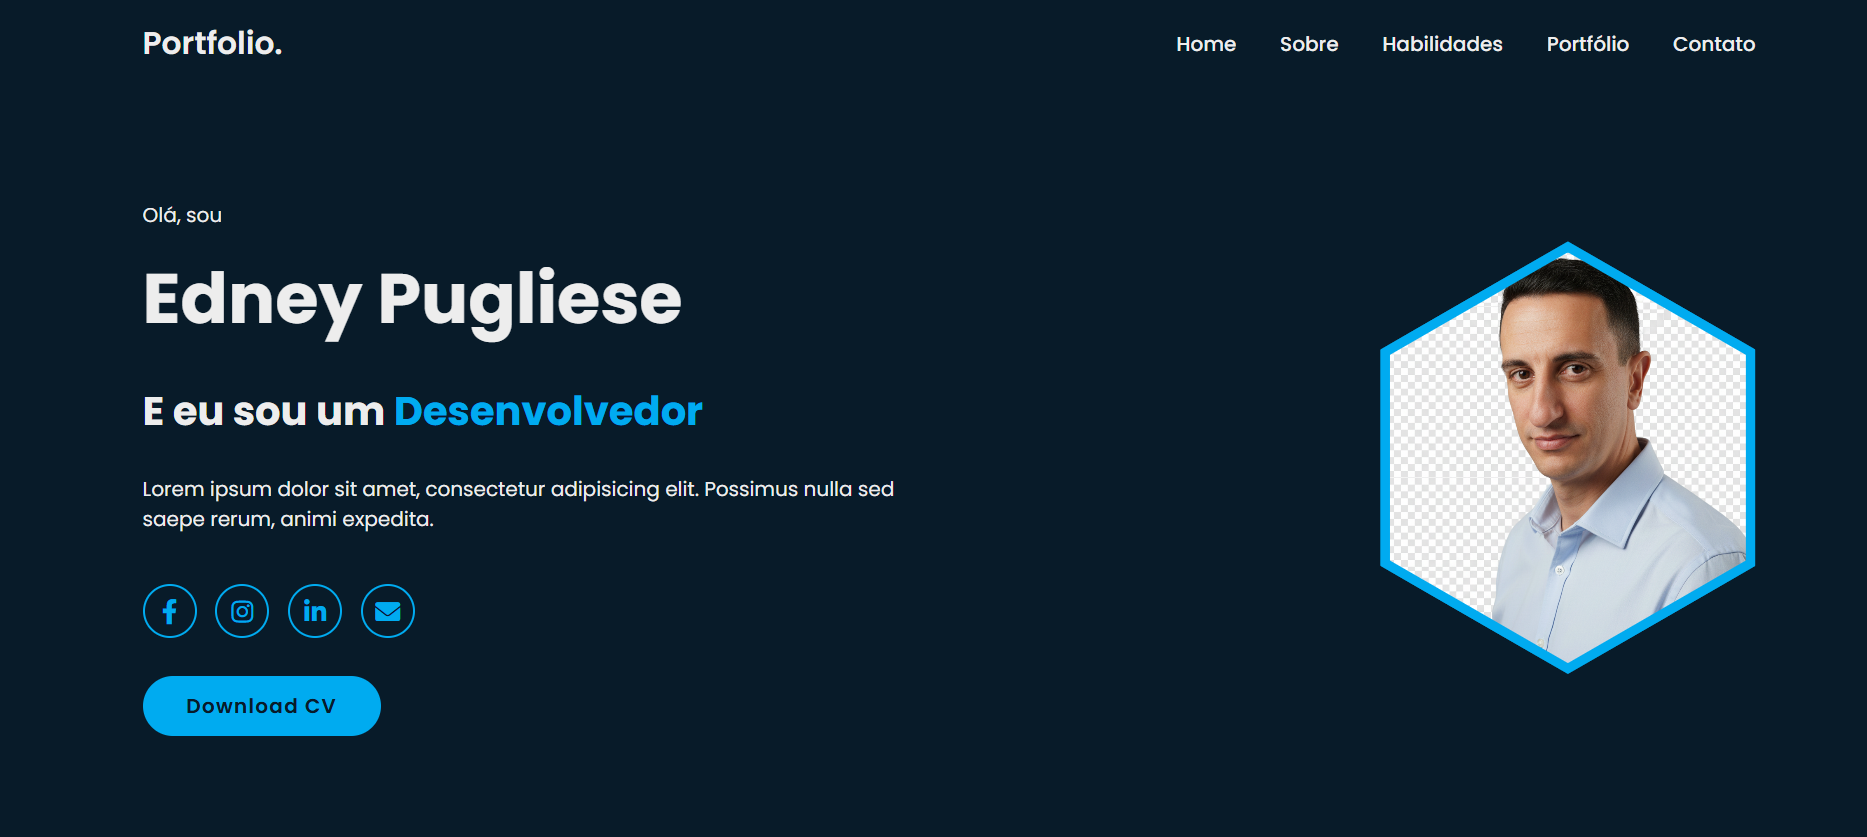 Portfolio.
Home Sobre Habilidades Portfólio Contato
Olá, sou
Edney Pugliese
E eu sou um Desenvolvedor
Lorem ipsum dolor sit amet, consectetur adipisicing elit. Possimus nulla sed
saepe rerum, animi expedita.
Download CV